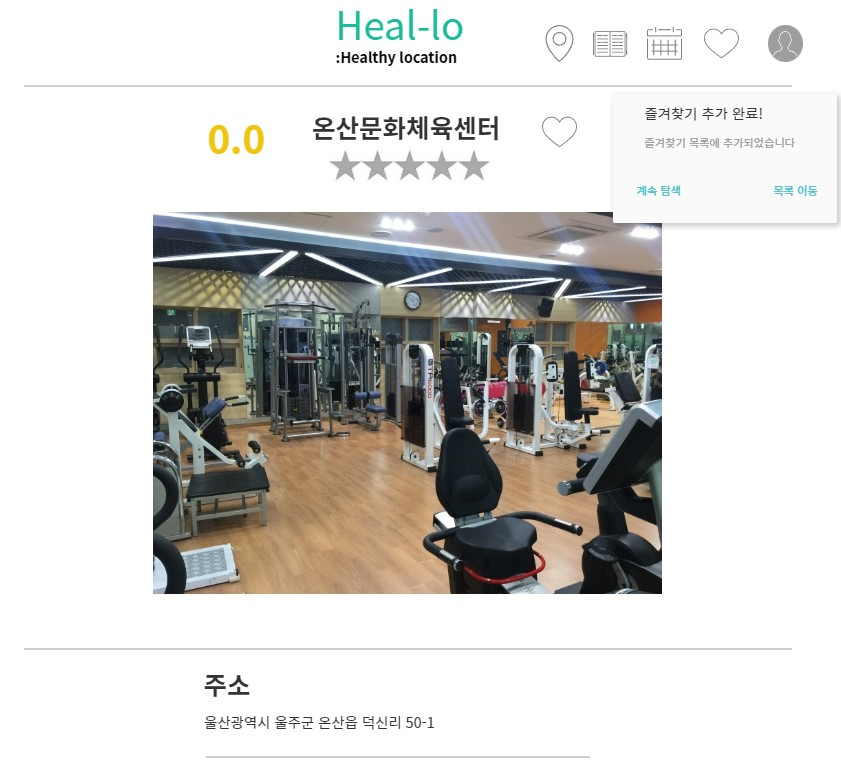 Heal-lo
:Healthy location
즐겨찾기 추가 완료!
즐겨찾기 목록에 추가되었습니다
계속 탐색
목록 이동
0.0
온산문화체육센터
주소
울산광역시 울주군 온산읍 덕신리 50-1